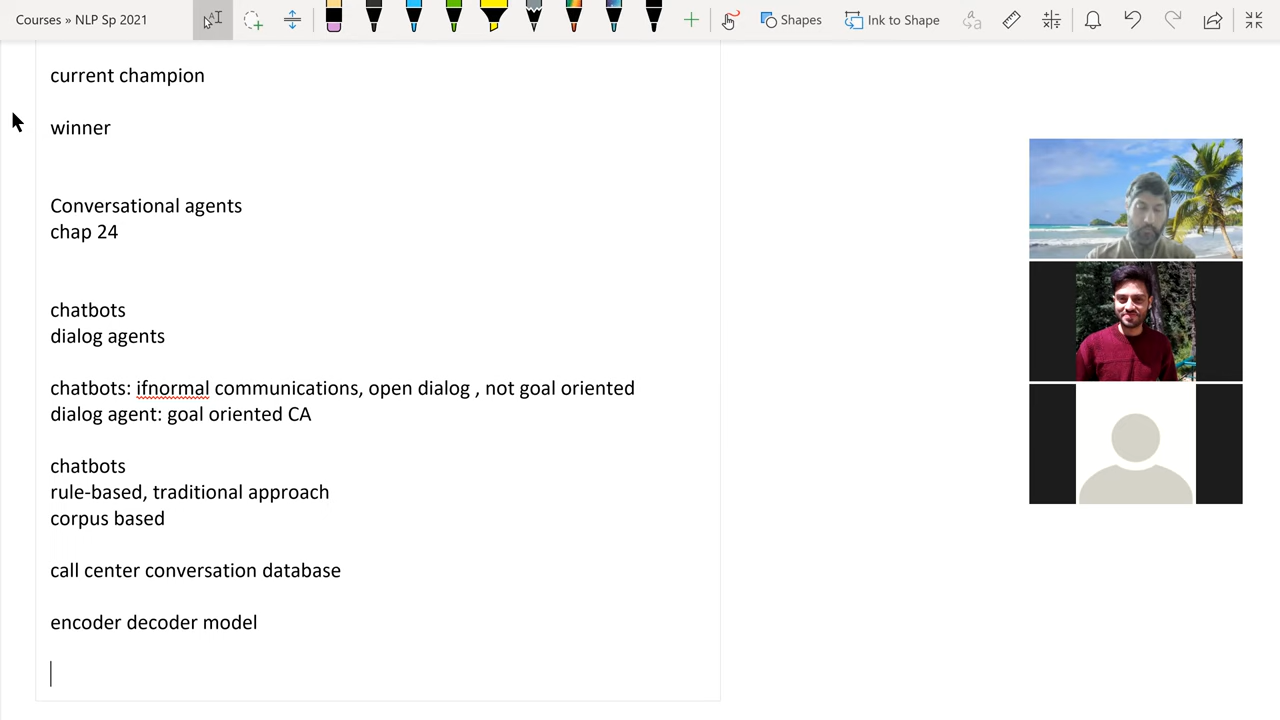 Courses » NLP Sp 2021
Shapes
Ink to Shape
current champion
winner
Conversational agents
chap 24
chatbots
dialog agents
chatbots: ifnormal communications, open dialog , not goal oriented
dialog agent: goal oriented CA
chatbots
rule-based, traditional approach
corpus based
call center conversation database
encoder decoder model